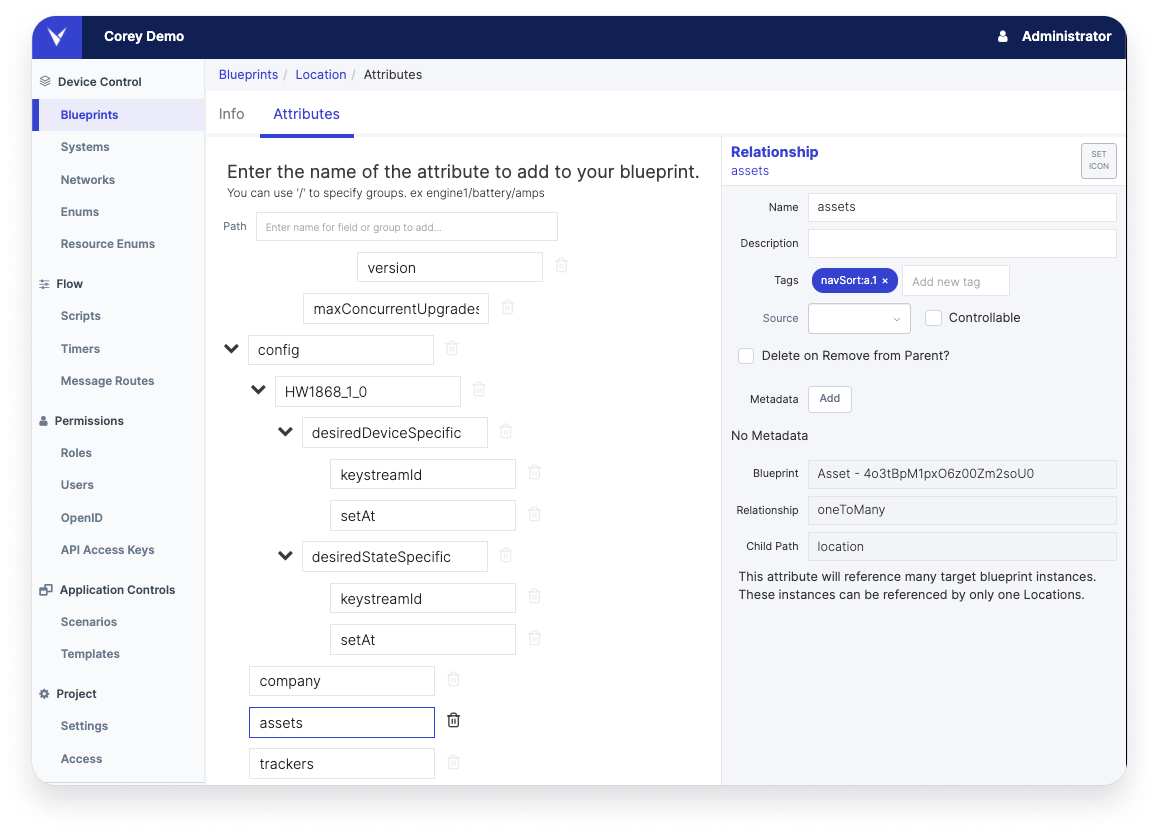 Corey Demo
Administrator
Device Control
Blueprints
Systems
Networks
Enums
Resource Enums
Flow
Scripts
Timers
Message Routes
Permissions
Roles
Users
OpenID
API Access Keys
Application Controls
Scenarios
Templates
Project
Settings
Access
Blueprints / Location / Attributes
Info
Attributes
Enter the name of the attribute to add to your blueprint.
You can use '/' to specify groups. ex engine1/battery/amps
Path
Enter name for field or group to add...
version
maxConcurrentUpgrades
config
HW1868_1_0
desiredDeviceSpecific
keystreamId
setAt
desiredStateSpecific
keystreamId
setAt
company
assets
trackers
Relationship
assets
SET
ICON
Name
assets
Description
Tags
navSort:a.1 ×
Add new tag
Source
Controllable
Delete on Remove from Parent?
Metadata
Add
No Metadata
Blueprint
Asset - 4o3tBpM1pxO6z00Zm2soU0
Relationship
oneToMany
Child Path
location
This attribute will reference many target blueprint instances.
These instances can be referenced by only one Locations.